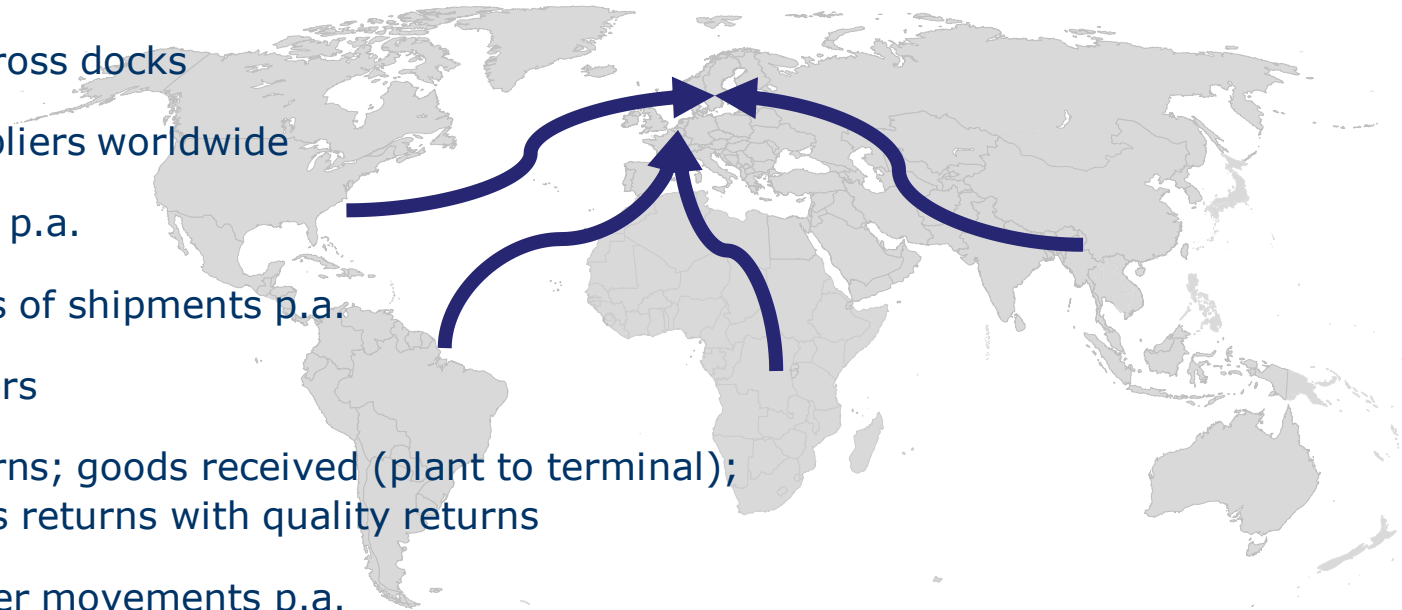 ross docks
pliers worldwide
p.a.
s of shipments p.a.
rs
rns; goods received (plant to terminal);
s returns with quality returns
er movements p.a.